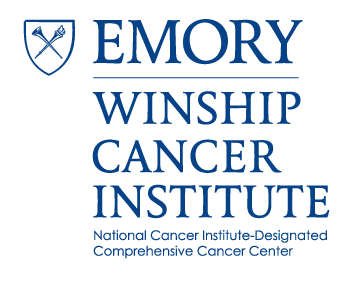 EMORY
WINSHIP
CANCER
INSTITUTE
National Cancer Institute-Designated
Comprehensive Cancer Center